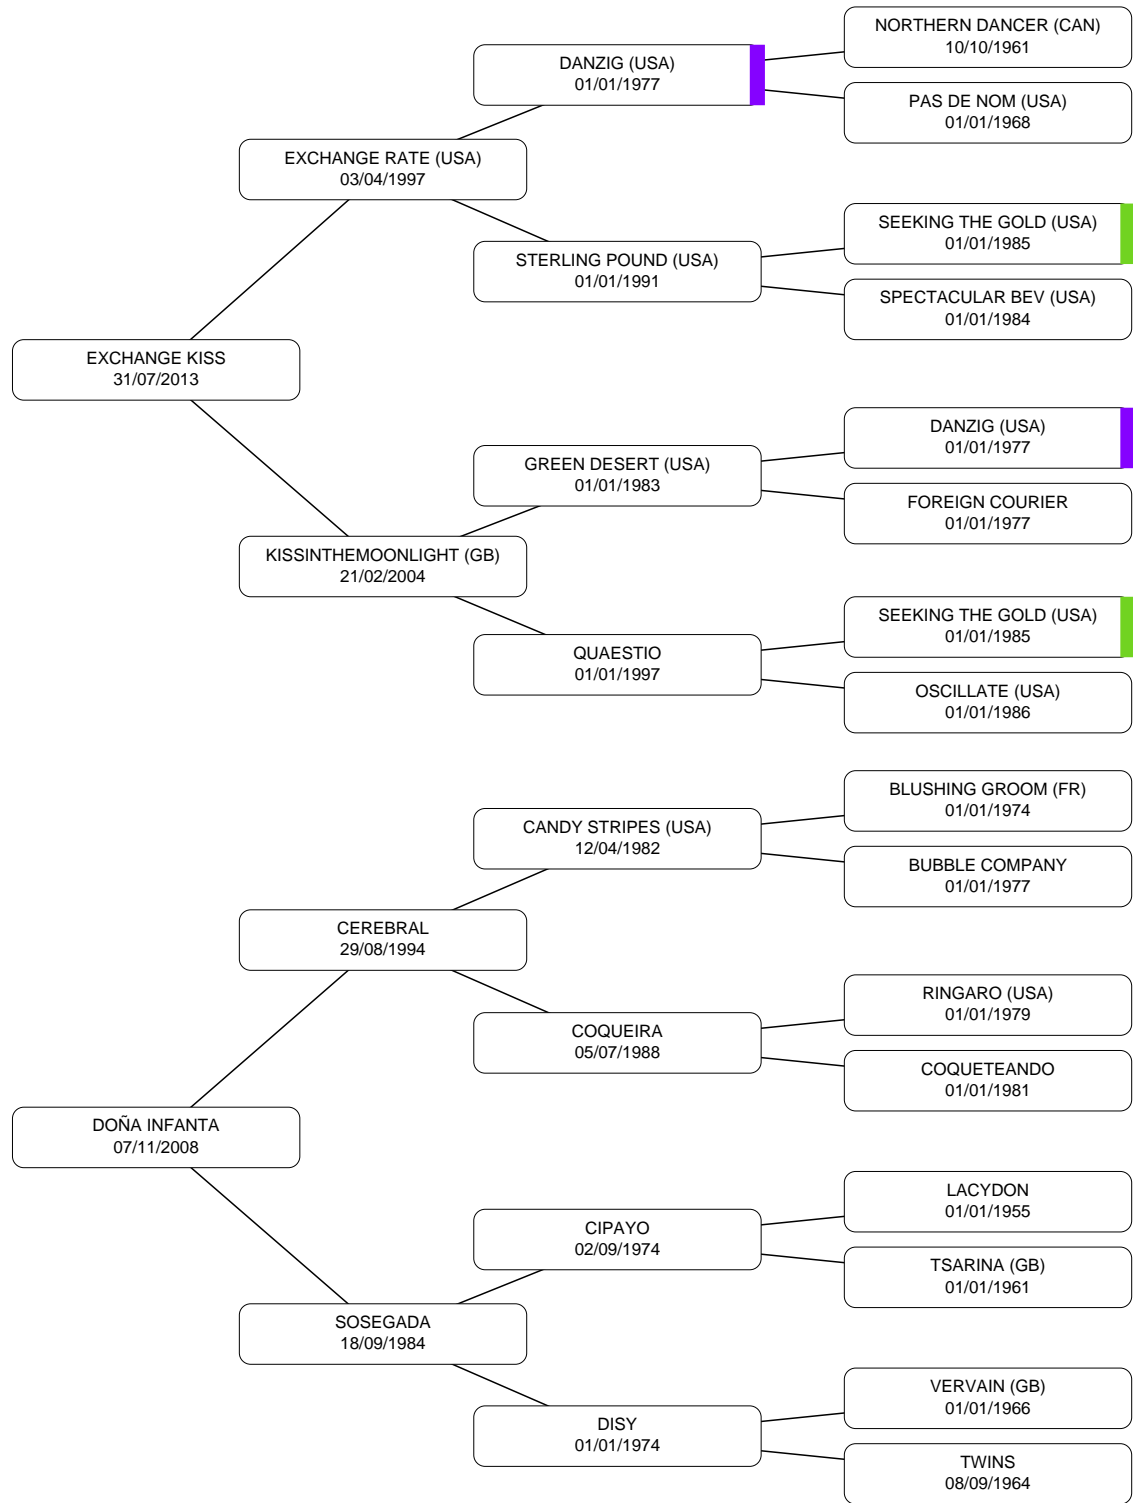 NORTHERN DANCER (CAN)
10/10/1961
DANZIG (USA)
01/01/1977
PAS DE NOM (USA)
01/01/1968
EXCHANGE RATE (USA)
03/04/1997
SEEKING THE GOLD (USA)
01/01/1985
STERLING POUND (USA)
01/01/1991
SPECTACULAR BEV (USA)
01/01/1984
EXCHANGE KISS
31/07/2013
DANZIG (USA)
01/01/1977
GREEN DESERT (USA)
01/01/1983
FOREIGN COURIER
01/01/1977
KISSINTHEMOONLIGHT (GB)
21/02/2004
SEEKING THE GOLD (USA)
01/01/1985
QUAESTIO
01/01/1997
OSCILLATE (USA)
01/01/1986
BLUSHING GROOM (FR)
01/01/1974
CANDY STRIPES (USA)
12/04/1982
BUBBLE COMPANY
01/01/1977
CEREBRAL
29/08/1994
RINGARO (USA)
01/01/1979
COQUEIRA
05/07/1988
COQUETEANDO
01/01/1981
DOÑA INFANTA
07/11/2008
LACYDON
01/01/1955
CIPAYO
02/09/1974
TSARINA (GB)
01/01/1961
SOSEGADA
18/09/1984
VERVAIN (GB)
01/01/1966
DISY
01/01/1974
TWINS
08/09/1964